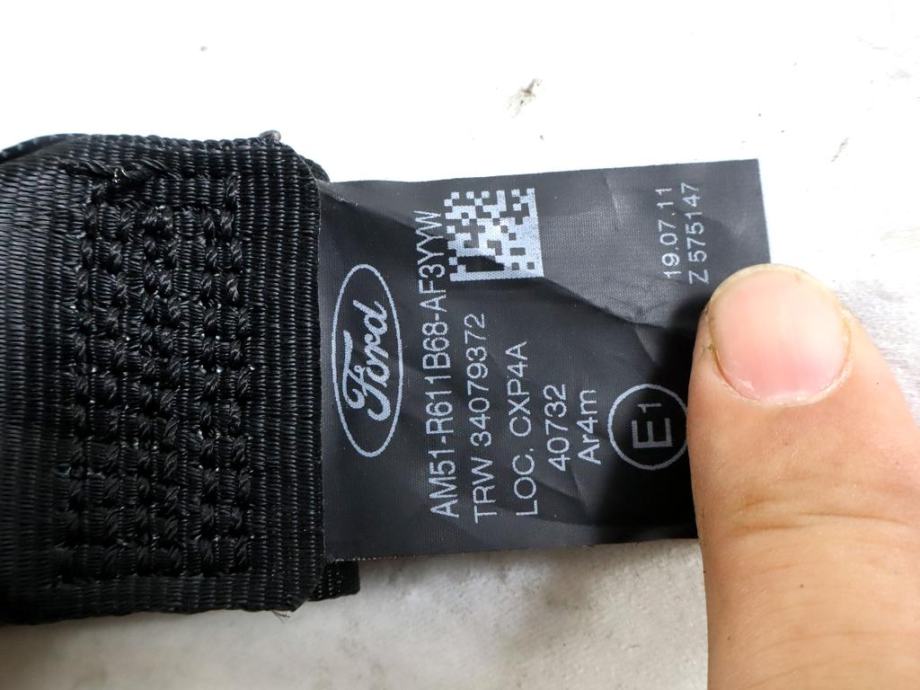 Ford
AM51-R611B68-AF3YYW
TRW 34079372
LOC. CXP4A
40732
Ar4m
E1
19.07.11
Z 575147